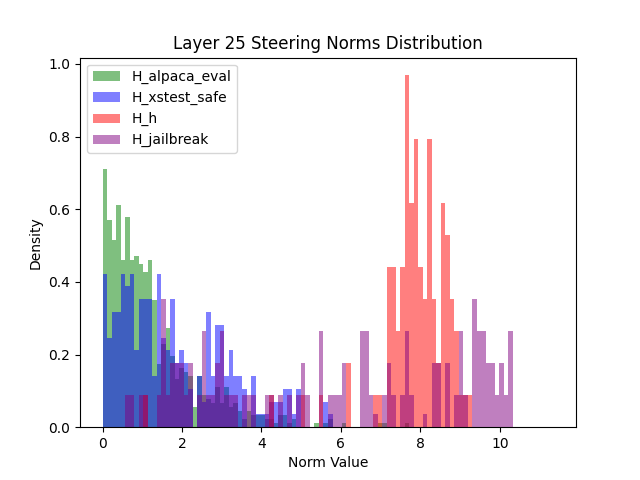 Layer 25 Steering Norms Distribution
H_alpaca_eval
H_xstest_safe
H_h
H_jailbreak
1.0
0.8
0.6
0.4
0.2
0.0
Density
0 2 4 6 8 10
Norm Value